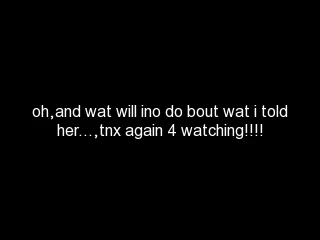 oh,and wat will ino do bout wat i told
her...,tnx again 4 watching!!!!